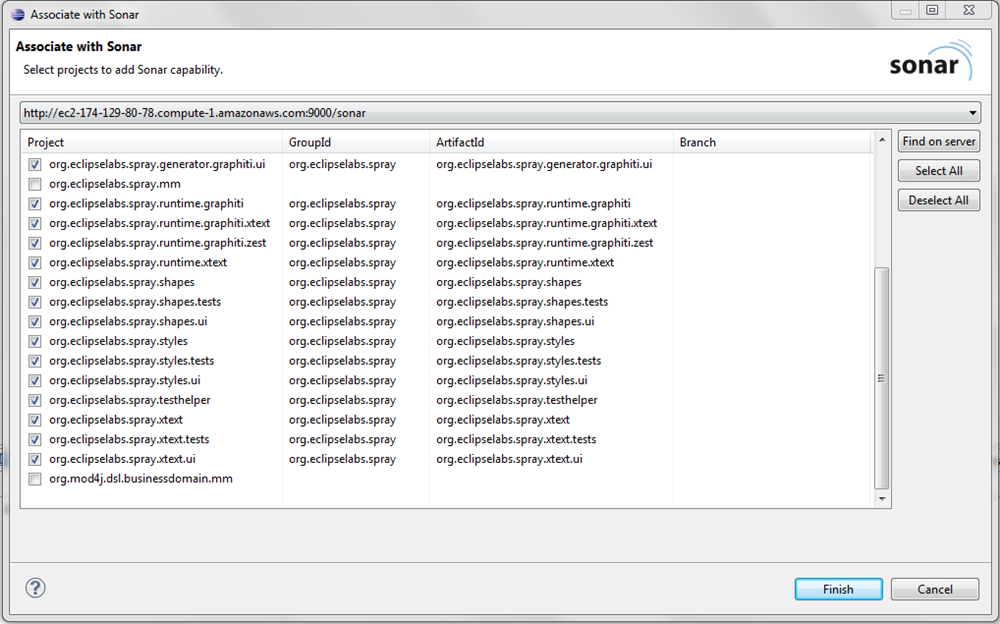 Associate with Sonar
Associate with Sonar
Select projects to add Sonar capability.
sonar
http://ec2-174-129-80-78.compute-1.amazonaws.com:9000/sonar
Project GroupId ArtifactId Branch
org.eclipselabs.spray.generator.graphiti.ui org.eclipselabs.spray org.eclipselabs.spray.generator.graphiti.ui
org.eclipselabs.spray.mm
org.eclipselabs.spray.runtime.graphiti org.eclipselabs.spray org.eclipselabs.spray.runtime.graphiti
org.eclipselabs.spray.runtime.graphiti.xtext org.eclipselabs.spray org.eclipselabs.spray.runtime.graphiti.xtext
org.eclipselabs.spray.runtime.graphiti.zest org.eclipselabs.spray org.eclipselabs.spray.runtime.graphiti.zest
org.eclipselabs.spray.runtime.xtext org.eclipselabs.spray org.eclipselabs.spray.runtime.xtext
org.eclipselabs.spray.shapes org.eclipselabs.spray org.eclipselabs.spray.shapes
org.eclipselabs.spray.shapes.tests org.eclipselabs.spray org.eclipselabs.spray.shapes.tests
org.eclipselabs.spray.shapes.ui org.eclipselabs.spray org.eclipselabs.spray.shapes.ui
org.eclipselabs.spray.styles org.eclipselabs.spray org.eclipselabs.spray.styles
org.eclipselabs.spray.styles.tests org.eclipselabs.spray org.eclipselabs.spray.styles.tests
org.eclipselabs.spray.styles.ui org.eclipselabs.spray org.eclipselabs.spray.styles.ui
org.eclipselabs.spray.testhelper org.eclipselabs.spray org.eclipselabs.spray.testhelper
org.eclipselabs.spray.xtext org.eclipselabs.spray org.eclipselabs.spray.xtext
org.eclipselabs.spray.xtext.tests org.eclipselabs.spray org.eclipselabs.spray.xtext.tests
org.eclipselabs.spray.xtext.ui org.eclipselabs.spray org.eclipselabs.spray.xtext.ui
org.mod4j.dsl.businessdomain.mm
Find on server
Select All
Deselect All
?
Finish Cancel